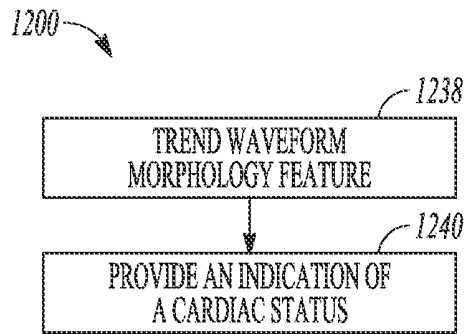 1200
1238
TREND WAVEFORM
MORPHOLOGY FEATURE
1240
PROVIDE AN INDICATION OF
A CARDIAC STATUS